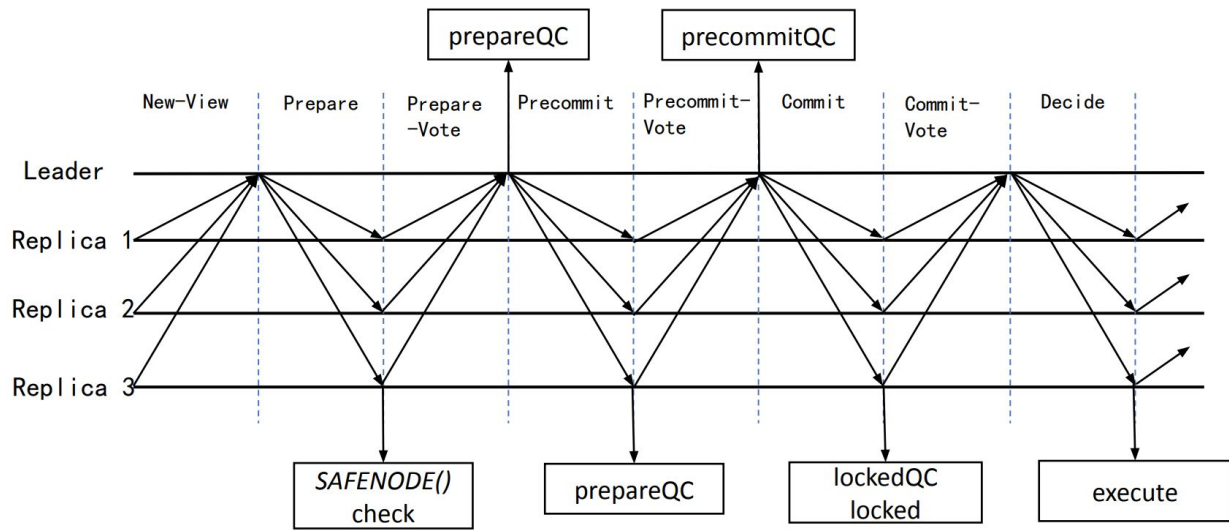 prepareQC
precommitQC
New-View
Prepare
Prepare
-Vote
Precommit
Precommit-
Vote
Commit
Commit-
Vote
Decide
Leader
Replica 1
Replica 2
Replica 3
SAFENODE()
check
prepareQC
lockedQC
locked
execute